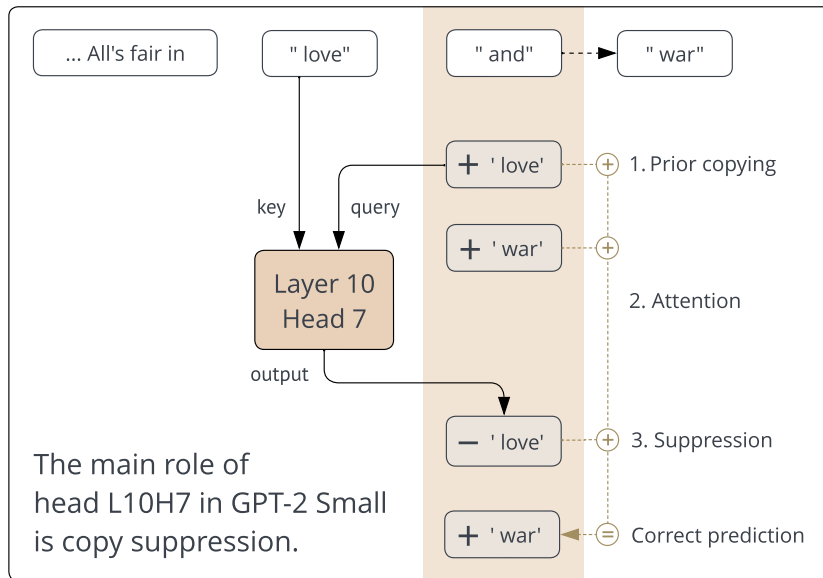 ... All's fair in
" love"
" and"
" war"
+ ' love'
+
1. Prior copying
key
query
+ ' war'
+
Layer 10
Head 7
2. Attention
output
− ' love'
+
3. Suppression
The main role of
head L10H7 in GPT-2 Small
is copy suppression.
+ ' war'
=
Correct prediction